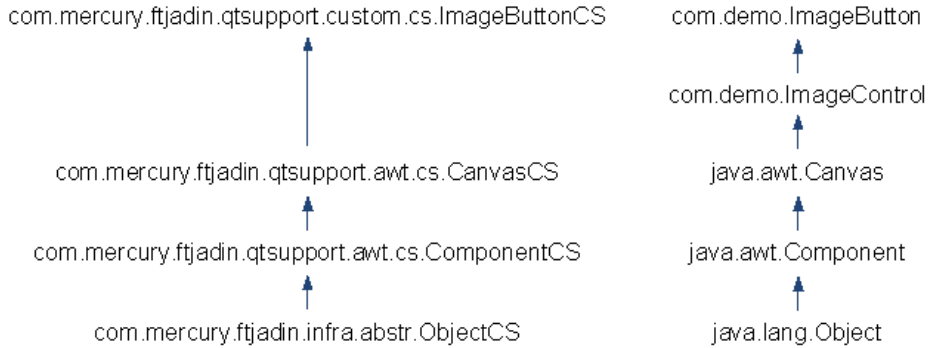 com.mercury.ftjadin.qtsupport.custom.cs.ImageButtonCS
com.demo.ImageButton
com.demo.ImageControl
com.mercury.ftjadin.qtsupport.awt.cs.CanvasCS
java.awt.Canvas
com.mercury.ftjadin.qtsupport.awt.cs.ComponentCS
java.awt.Component
com.mercury.ftjadin.infra.abstr.ObjectCS
java.lang.Object